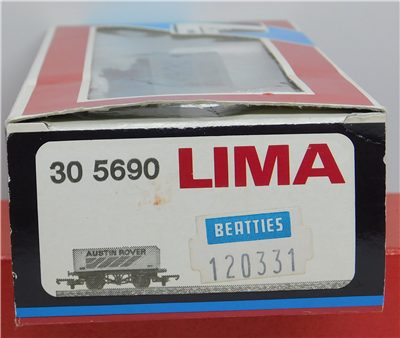 30 5690 LIMA
BEATTIES
120331
AUSTIN ROVER